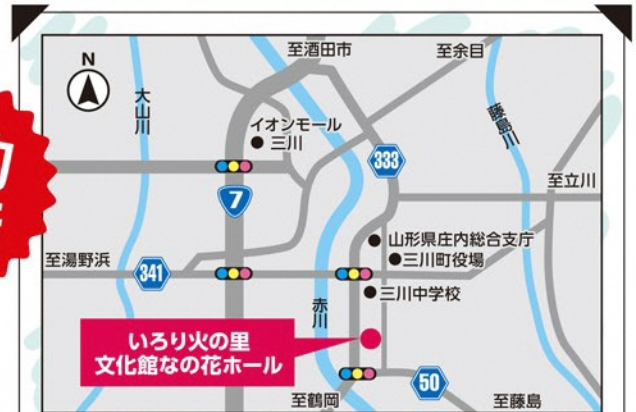 N
至酒田市
至余目
大山川
イオンモール
三川
藤島川
333
7
至立川
山形県庄内総合支庁
三川町役場
至湯野浜
341
三川中学校
赤川
いろり火の里
文化館なの花ホール
50
至鶴岡
至藤島